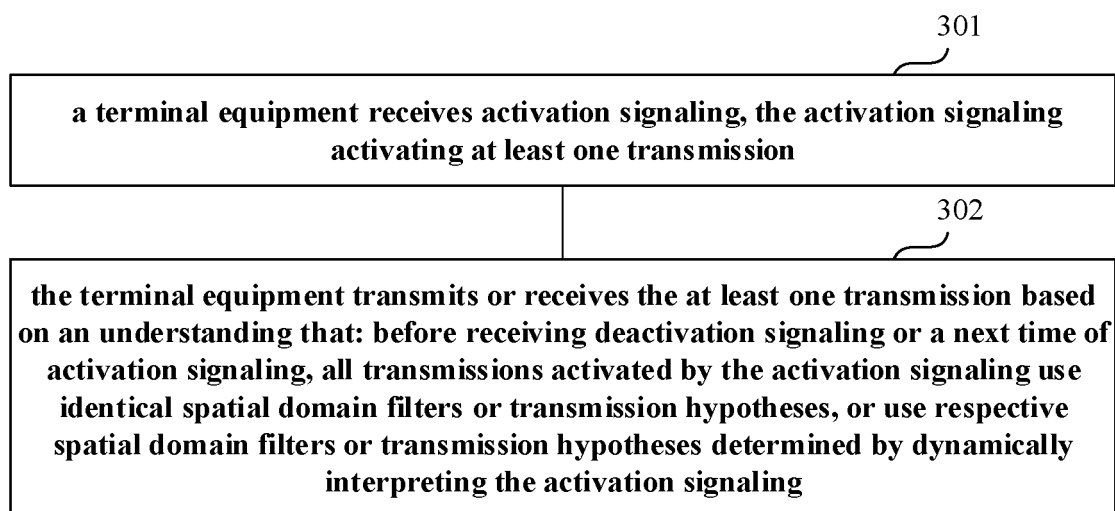 301
a terminal equipment receives activation signaling, the activation signaling
activating at least one transmission
302
the terminal equipment transmits or receives the at least one transmission based
on an understanding that: before receiving deactivation signaling or a next time of
activation signaling, all transmissions activated by the activation signaling use
identical spatial domain filters or transmission hypotheses, or use respective
spatial domain filters or transmission hypotheses determined by dynamically
interpreting the activation signaling